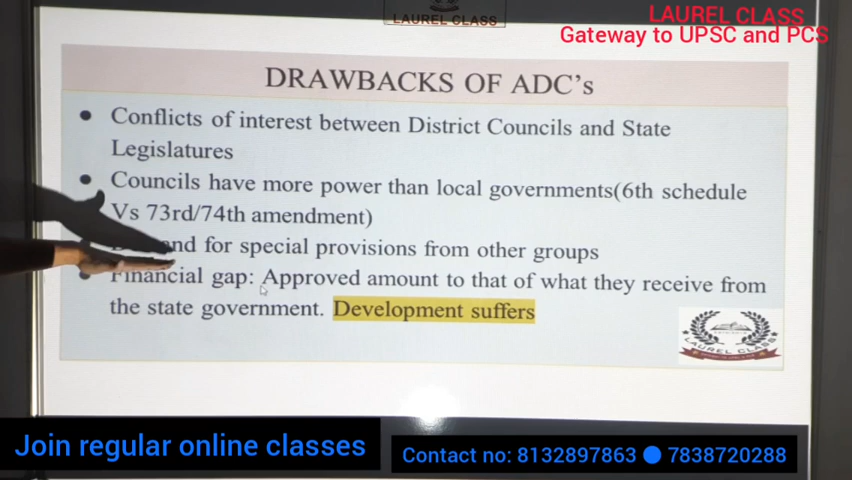 LAUREL CLASS
LAUREL CLASS
Gateway to UPSC and PCS
DRAWBACKS OF ADC's
• Conflicts of interest between District Councils and State
Legislatures
• Councils have more power than local governments(6th schedule
Vs 73rd/74th amendment)
for special provisions from other groups
• Financial gap: Approved amount to that of what they receive from
the state government. Development suffers
LAUREL CLASS
Join regular online classes
Contact no: 8132897863 ● 7838720288